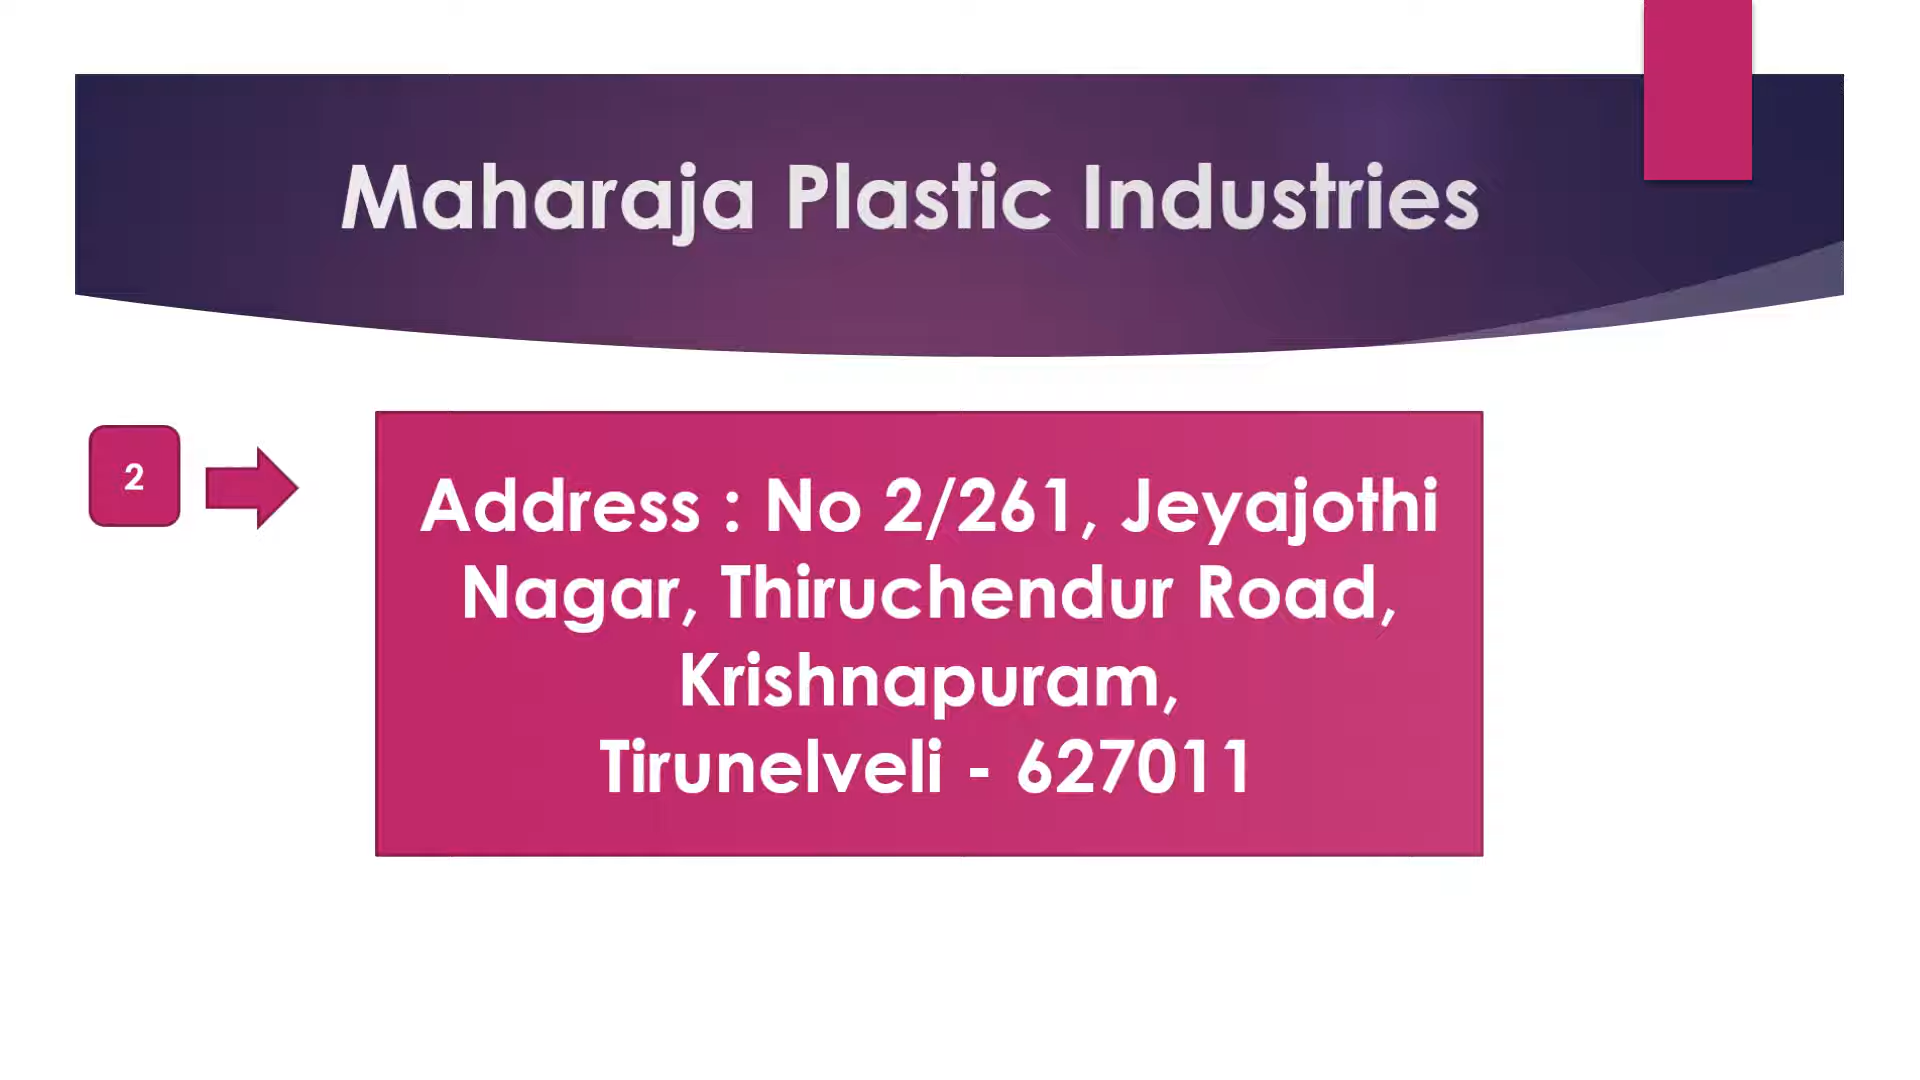 Maharaja Plastic Industries
2
Address : No 2/261, Jeyajothi
Nagar, Thiruchendur Road,
Krishnapuram,
Tirunelveli - 627011